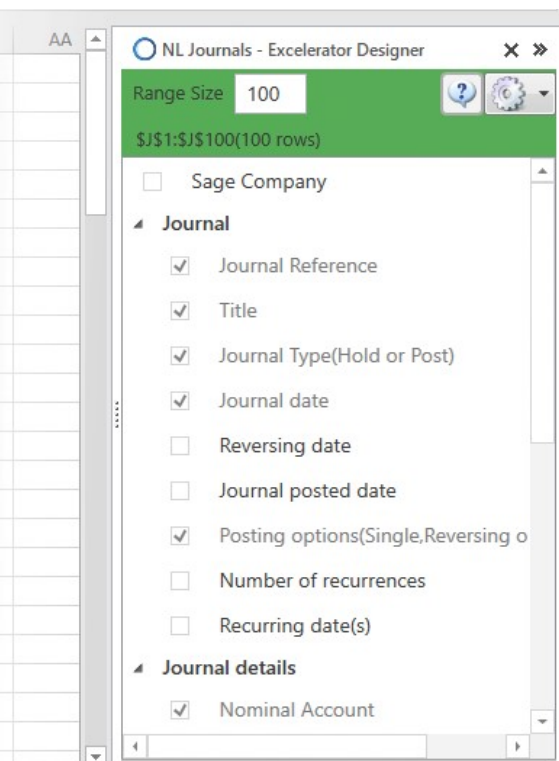 AA
NL Journals - Excelerator Designer
Range Size 100
$J$1:$J$100(100 rows)
Sage Company
Journal
Journal Reference
Title
Journal Type(Hold or Post)
Journal date
Reversing date
Journal posted date
Posting options(Single,Reversing o
Number of recurrences
Recurring date(s)
Journal details
Nominal Account